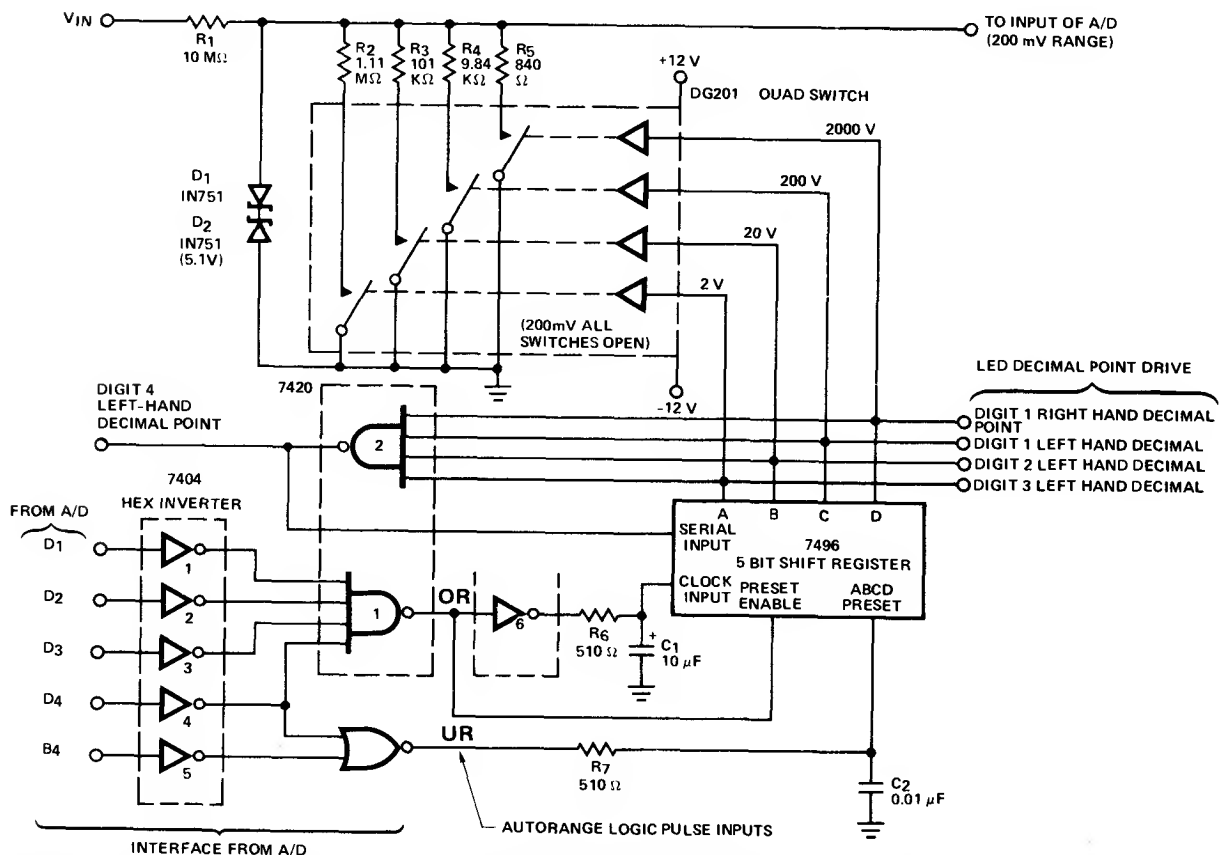 VIN
R1
10 MΩ
R2
1.11
MΩ
R3
101
KΩ
R4
9.84
KΩ
R5
840
Ω
TO INPUT OF A/D
(200 mV RANGE)
+12 V
DG201 QUAD SWITCH
2000 V
200 V
20 V
2 V
D1
IN751
D2
IN751
(5.1V)
(200mV ALL
SWITCHES OPEN)
-12 V
LED DECIMAL POINT DRIVE
DIGIT 4
LEFT-HAND
DECIMAL POINT
7420
2
DIGIT 1 RIGHT HAND DECIMAL
POINT
DIGIT 1 LEFT HAND DECIMAL
DIGIT 2 LEFT HAND DECIMAL
DIGIT 3 LEFT HAND DECIMAL
7404
HEX INVERTER
FROM A/D
D1
1
D2
2
D3
3
D4
4
B4
5
1
OR
6
R6
510 Ω
+
C1
10 μF
A B C D
SERIAL
INPUT
7496
5 BIT SHIFT REGISTER
CLOCK
INPUT
PRESET
ENABLE
ABCD
PRESET
UR
R7
510 Ω
C2
0.01 μF
AUTORANGE LOGIC PULSE INPUTS
INTERFACE FROM A/D